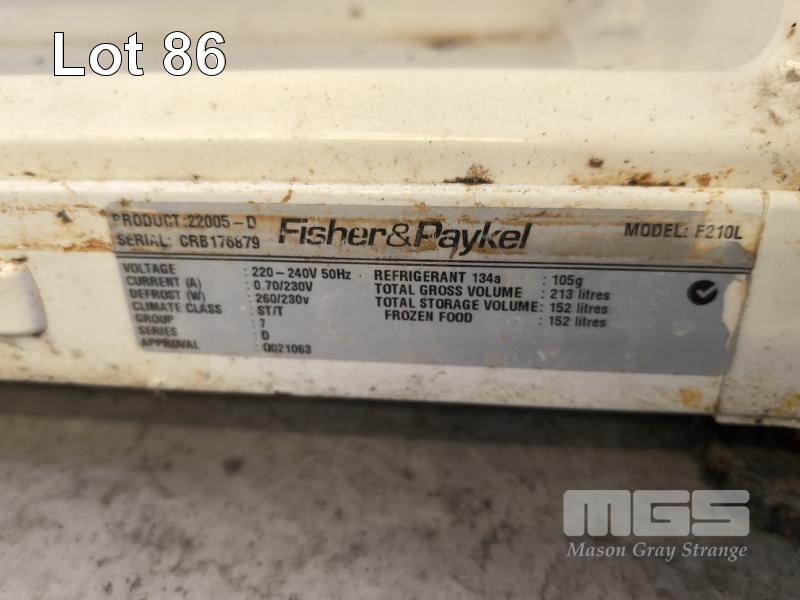 Lot 86
PRODUCT:22005-D
SERIAL: CRB176879
Fisher&Paykel
MODEL: F210L
VOLTAGE : 220-240V 50Hz
CURRENT (A) : 0.70/230V
DEFROST (W) : 260/230v
CLIMATE CLASS : ST/T
GROUP : 7
SERIES : D
APPROVAL : Q021063
REFRIGERANT 134a : 105g
TOTAL GROSS VOLUME : 213 litres
TOTAL STORAGE VOLUME: 152 litres
FROZEN FOOD : 152 litres
MGS
Mason Gray Strange